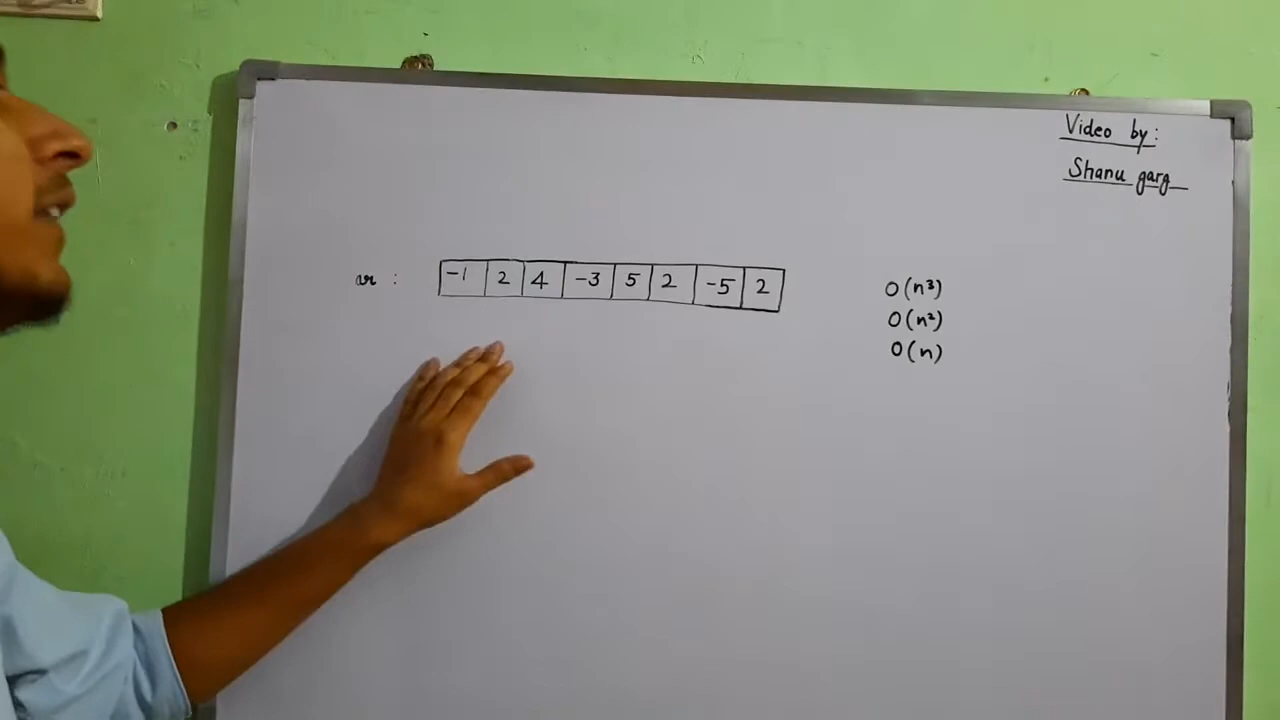 Video by:
Shanu garg
ar : -1 2 4 -3 5 2 -5 2
O(n³)
O(n²)
O(n)